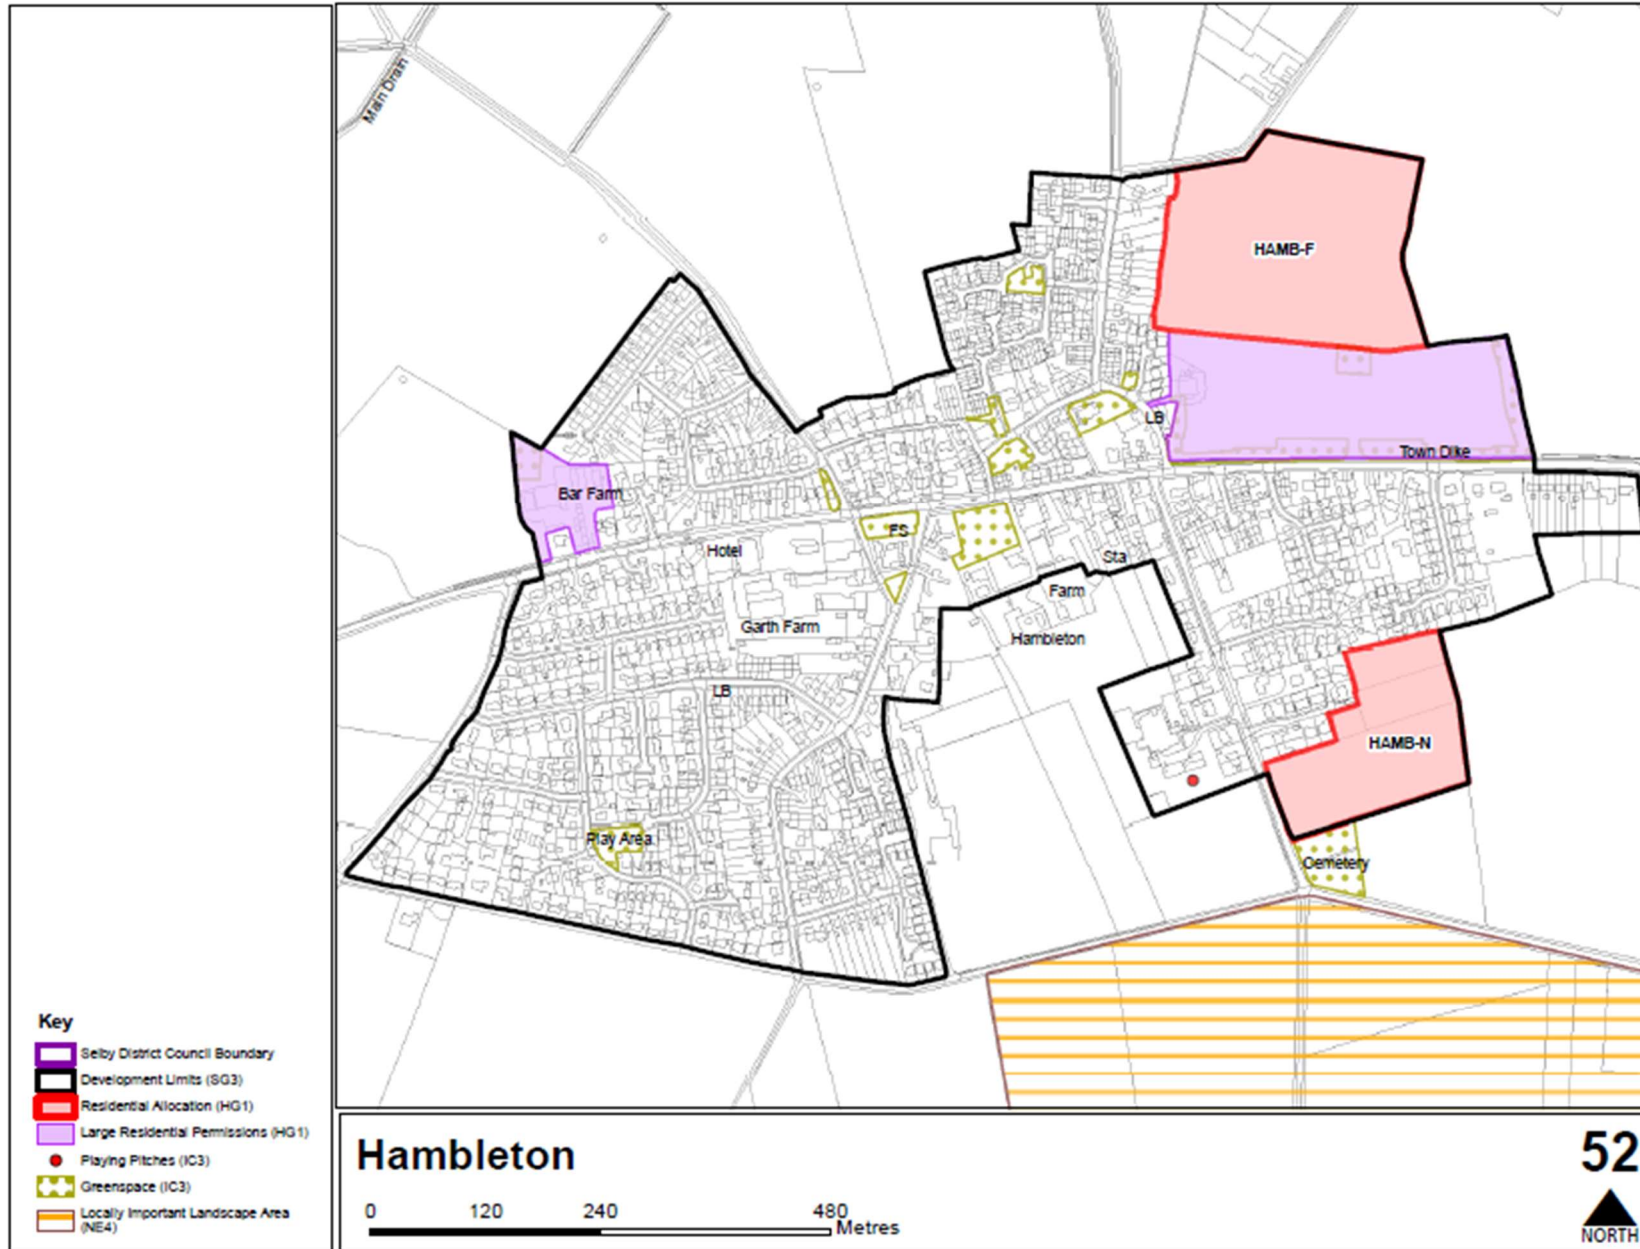 Main Drain
HAMB-F
LB
Town Dike
Bar Farm
FS
Hotel
Sta
Farm
Garth Farm
Hambleton
LB
HAMB-N
Play Area
Cemetery
Key
Selby District Council Boundary
Development Limits (SG3)
Residential Allocation (HG1)
Large Residential Permissions (HG1)
Playing Pitches (IC3)
Greenspace (IC3)
Locally Important Landscape Area
(NE4)
Hambleton
52
0 120 240 480
Metres
NORTH